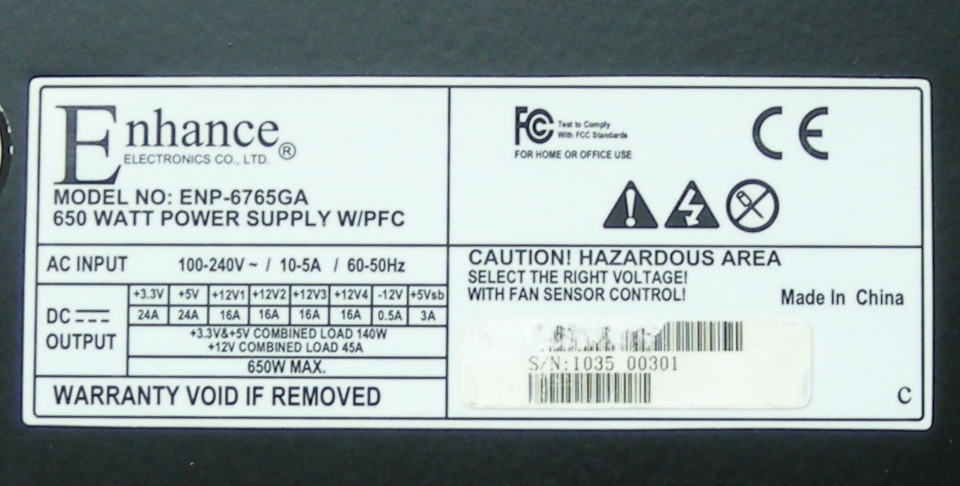 Enhance®
ELECTRONICS CO., LTD.
MODEL NO: ENP-6765GA
650 WATT POWER SUPPLY W/PFC
FC Test to Comply
With FCC Standards
FOR HOME OR OFFICE USE
CE
AC INPUT 100-240V ~ / 10-5A / 60-50Hz
DC OUTPUT
+3.3V +5V +12V1 +12V2 +12V3 +12V4 -12V +5Vsb
24A 24A 16A 16A 16A 16A 0.5A 3A
+3.3V&+5V COMBINED LOAD 140W
+12V COMBINED LOAD 45A
650W MAX.
WARRANTY VOID IF REMOVED
CAUTION! HAZARDOUS AREA
SELECT THE RIGHT VOLTAGE!
WITH FAN SENSOR CONTROL!
Made In China
S/N:1035 00301
C